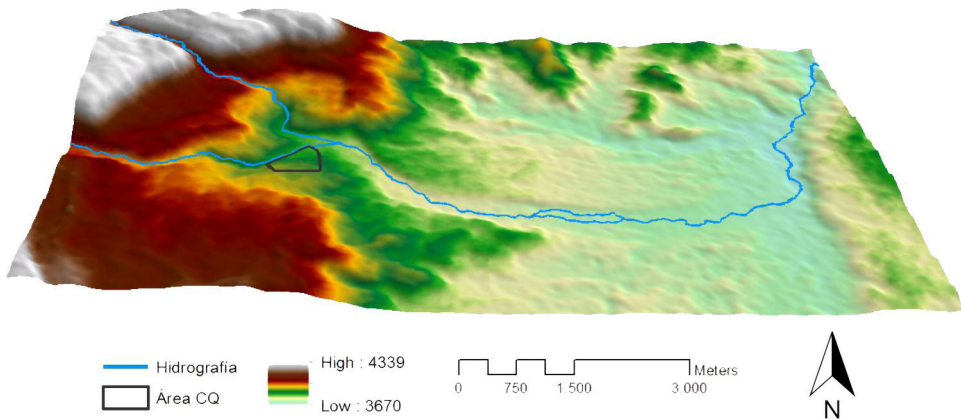 Hidrografía
Área CQ
High : 4339
Low : 3670
Meters
0 750 1.500 3.000
N